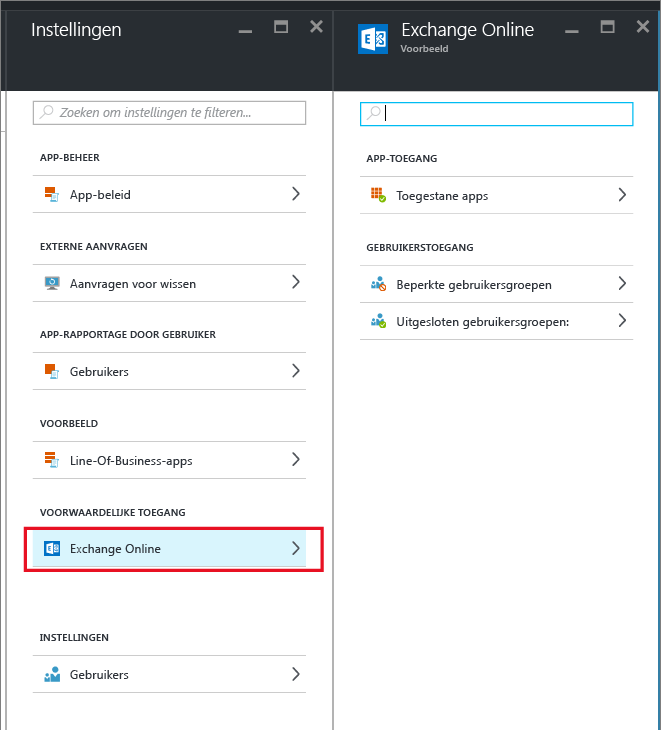 Instellingen
Zoeken om instellingen te filteren...
APP-BEHEER
App-beleid
EXTERNE AANVRAGEN
Aanvragen voor wissen
APP-RAPPORTAGE DOOR GEBRUIKER
Gebruikers
VOORBEELD
Line-Of-Business-apps
VOORWAARDELIJKE TOEGANG
Exchange Online
INSTELLINGEN
Gebruikers
Exchange Online
Voorbeeld
APP-TOEGANG
Toegestane apps
GEBRUIKERSTOEGANG
Beperkte gebruikersgroepen
Uitgesloten gebruikersgroepen: